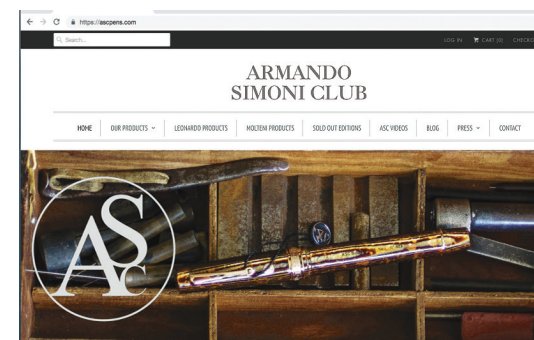 https://ascpens.com
Search...
LOG IN CART (0) CHECKO
ARMANDO
SIMONI CLUB
HOME OUR PRODUCTS LEONARDO PRODUCTS MOLTENI PRODUCTS SOLD OUT EDITIONS ASC VIDEOS BLOG PRESS CONTACT
ASC